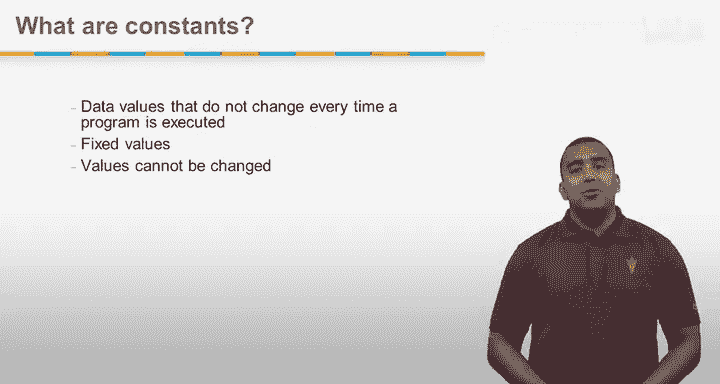 What are constants?
- Data values that do not change every time a
program is executed
- Fixed values
- Values cannot be changed